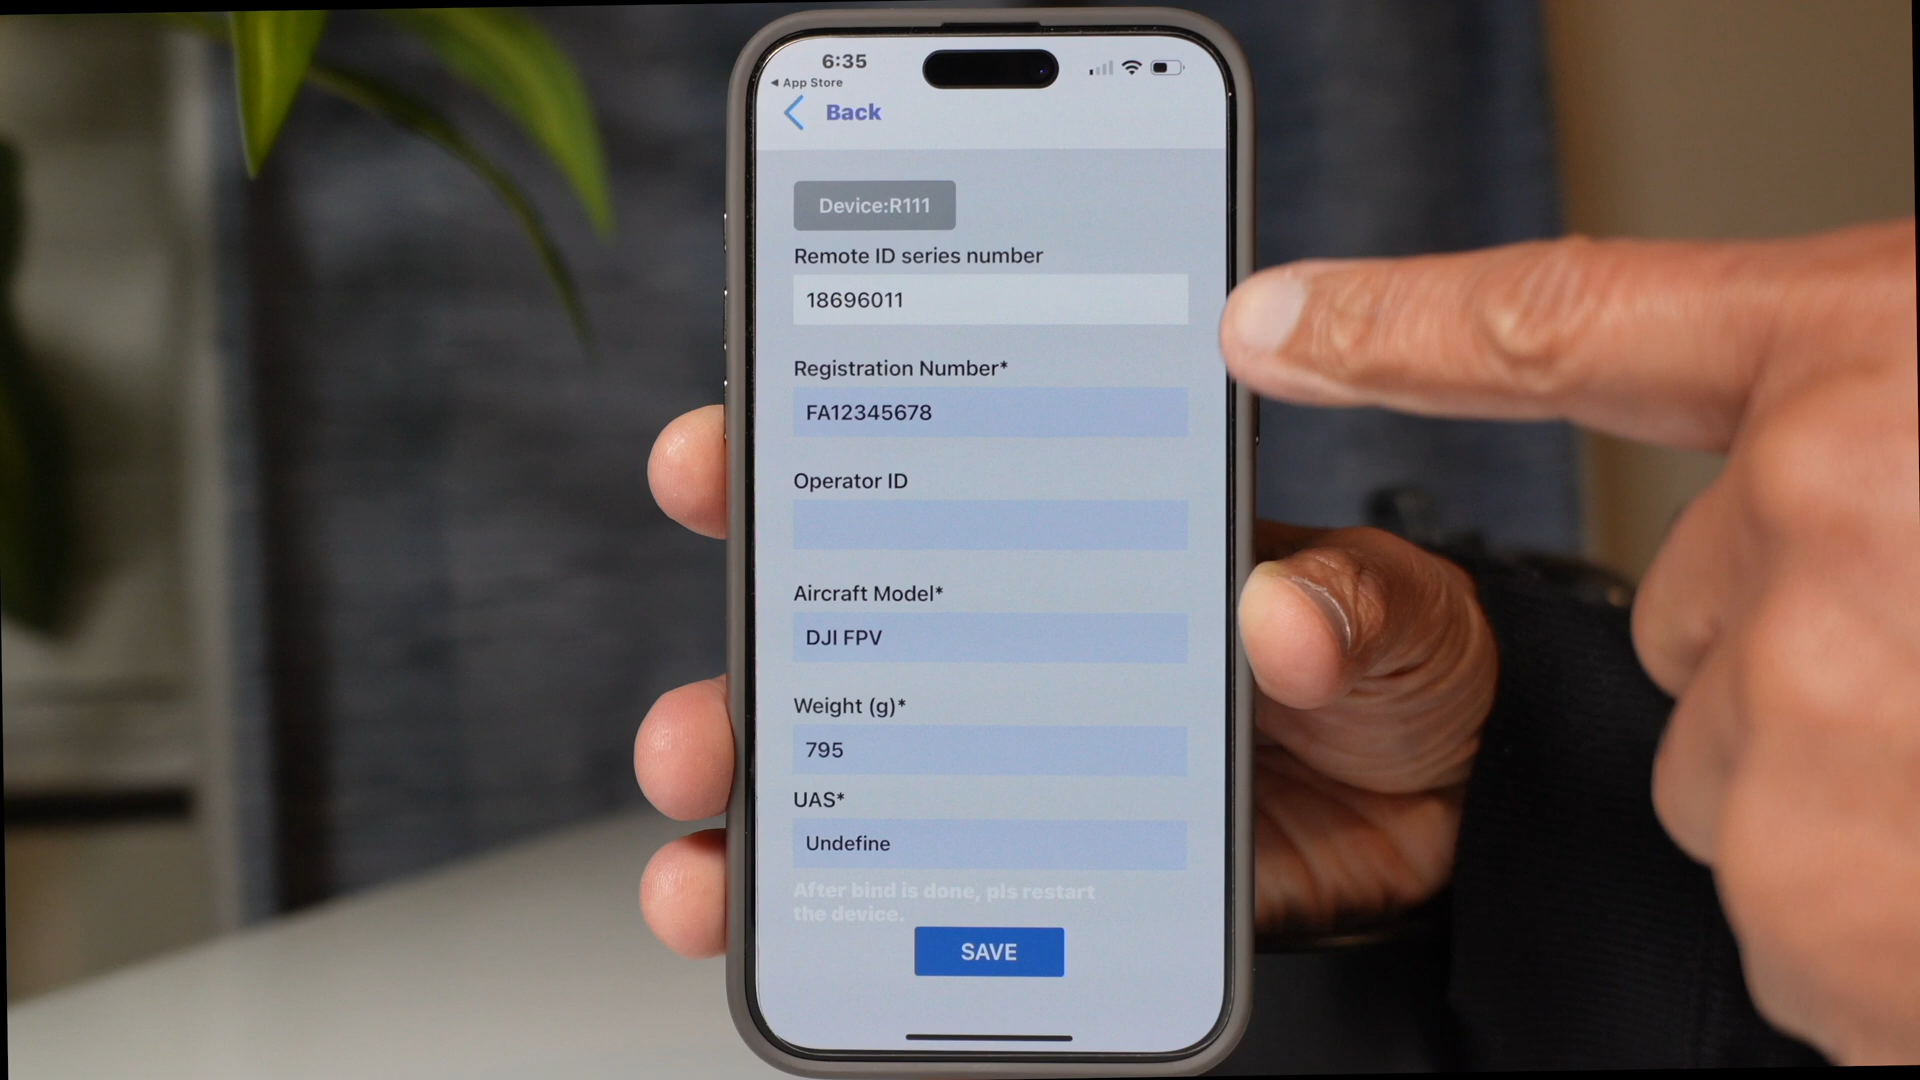 6:35
◀ App Store
Back
Device:R111
Remote ID series number
18696011
Registration Number*
FA12345678
Operator ID
Aircraft Model*
DJI FPV
Weight (g)*
795
UAS*
Undefine
After bind is done, pls restart
the device.
SAVE